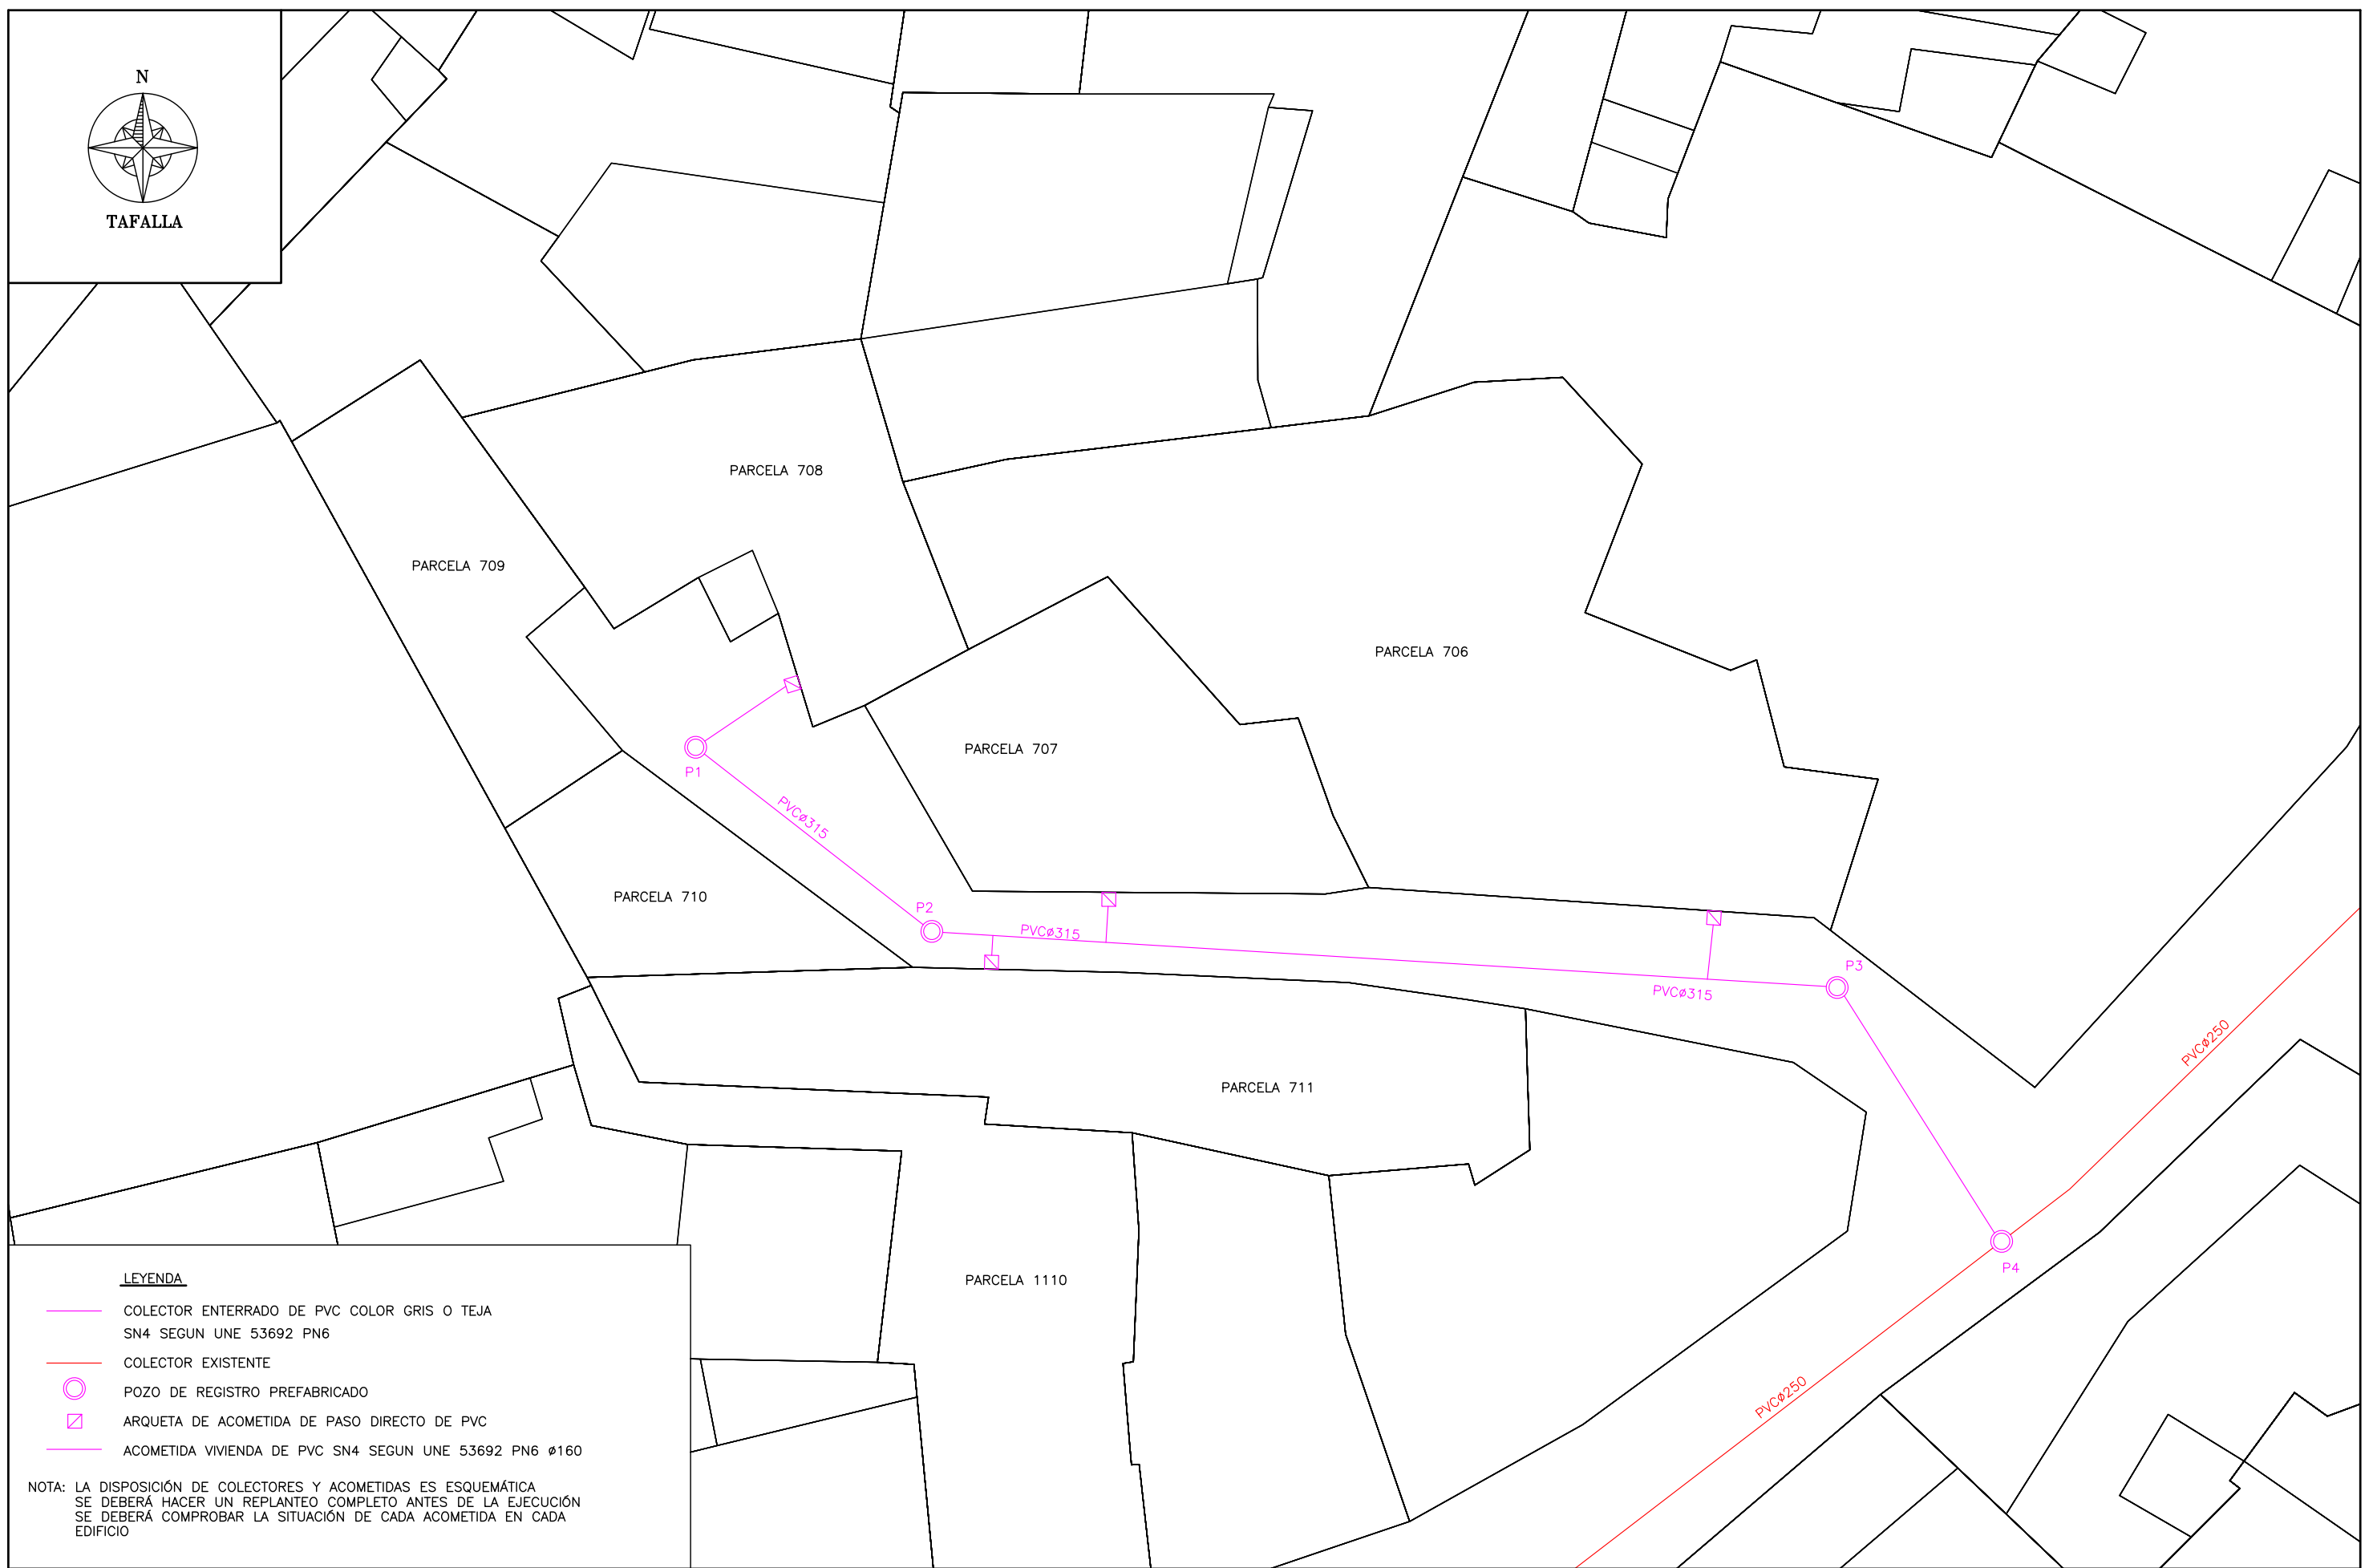 N
TAFALLA
PARCELA 708
PARCELA 709
PARCELA 706
PARCELA 707
P1
PVCø315
PARCELA 710
P2
PVCø315
P3
PVCø315
PVCø250
PARCELA 711
P4
PARCELA 1110
PVCø250
LEYENDA
COLECTOR ENTERRADO DE PVC COLOR GRIS O TEJA
SN4 SEGUN UNE 53692 PN6
COLECTOR EXISTENTE
POZO DE REGISTRO PREFABRICADO
ARQUETA DE ACOMETIDA DE PASO DIRECTO DE PVC
ACOMETIDA VIVIENDA DE PVC SN4 SEGUN UNE 53692 PN6 ø160
NOTA: LA DISPOSICIÓN DE COLECTORES Y ACOMETIDAS ES ESQUEMÁTICA
SE DEBERÁ HACER UN REPLANTEO COMPLETO ANTES DE LA EJECUCIÓN
SE DEBERÁ COMPROBAR LA SITUACIÓN DE CADA ACOMETIDA EN CADA
EDIFICIO